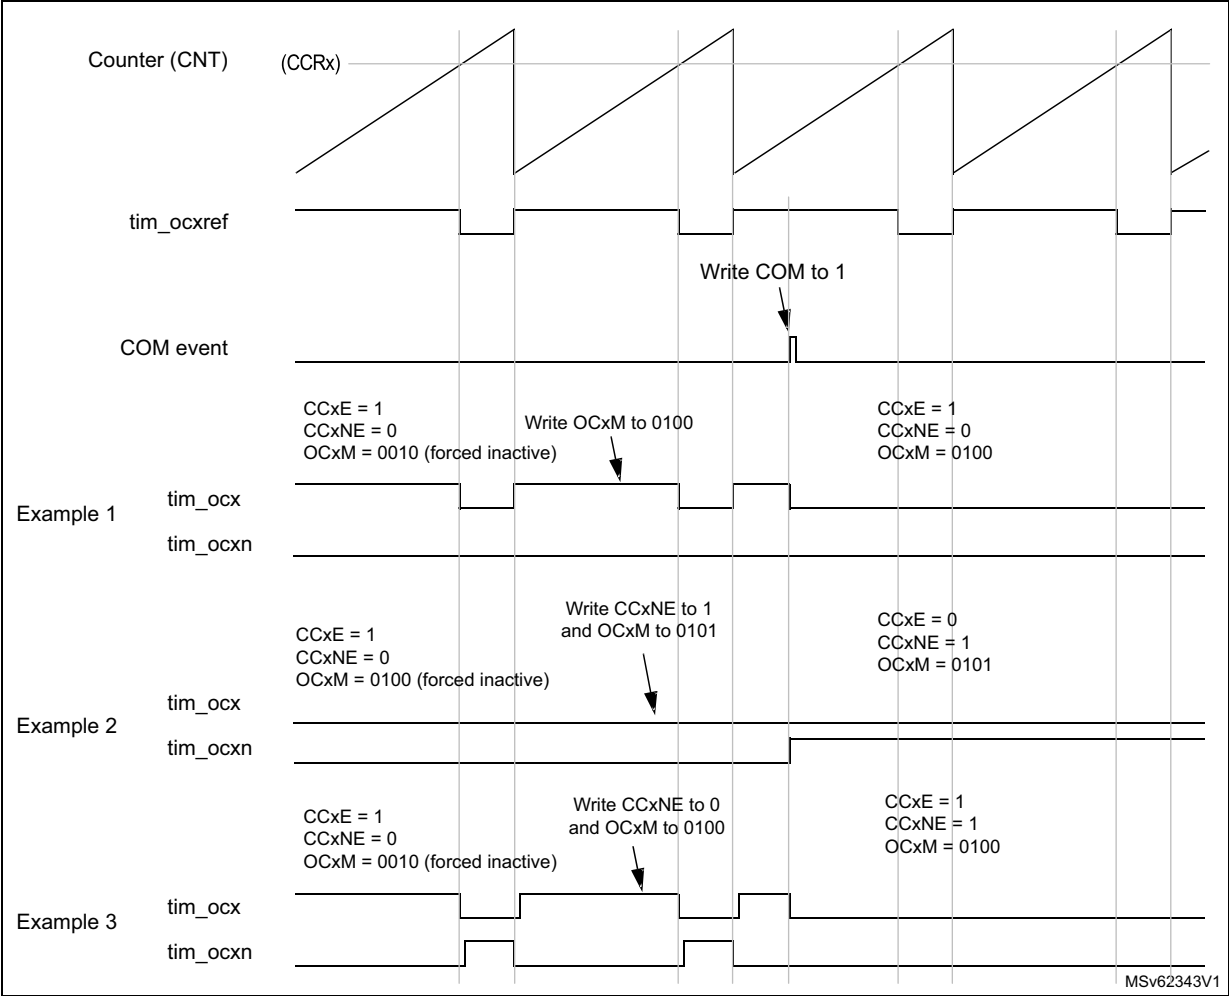 Counter (CNT)
(CCRx)
tim_ocxref
Write COM to 1
COM event
CCxE = 1
CCxNE = 0
OCxM = 0010 (forced inactive)
Write OCxM to 0100
CCxE = 1
CCxNE = 0
OCxM = 0100
Example 1
tim_ocx
tim_ocxn
Write CCxNE to 1
and OCxM to 0101
CCxE = 1
CCxNE = 0
OCxM = 0100 (forced inactive)
CCxE = 0
CCxNE = 1
OCxM = 0101
Example 2
tim_ocx
tim_ocxn
CCxE = 1
CCxNE = 0
OCxM = 0010 (forced inactive)
Write CCxNE to 0
and OCxM to 0100
CCxE = 1
CCxNE = 1
OCxM = 0100
Example 3
tim_ocx
tim_ocxn
MSv62343V1